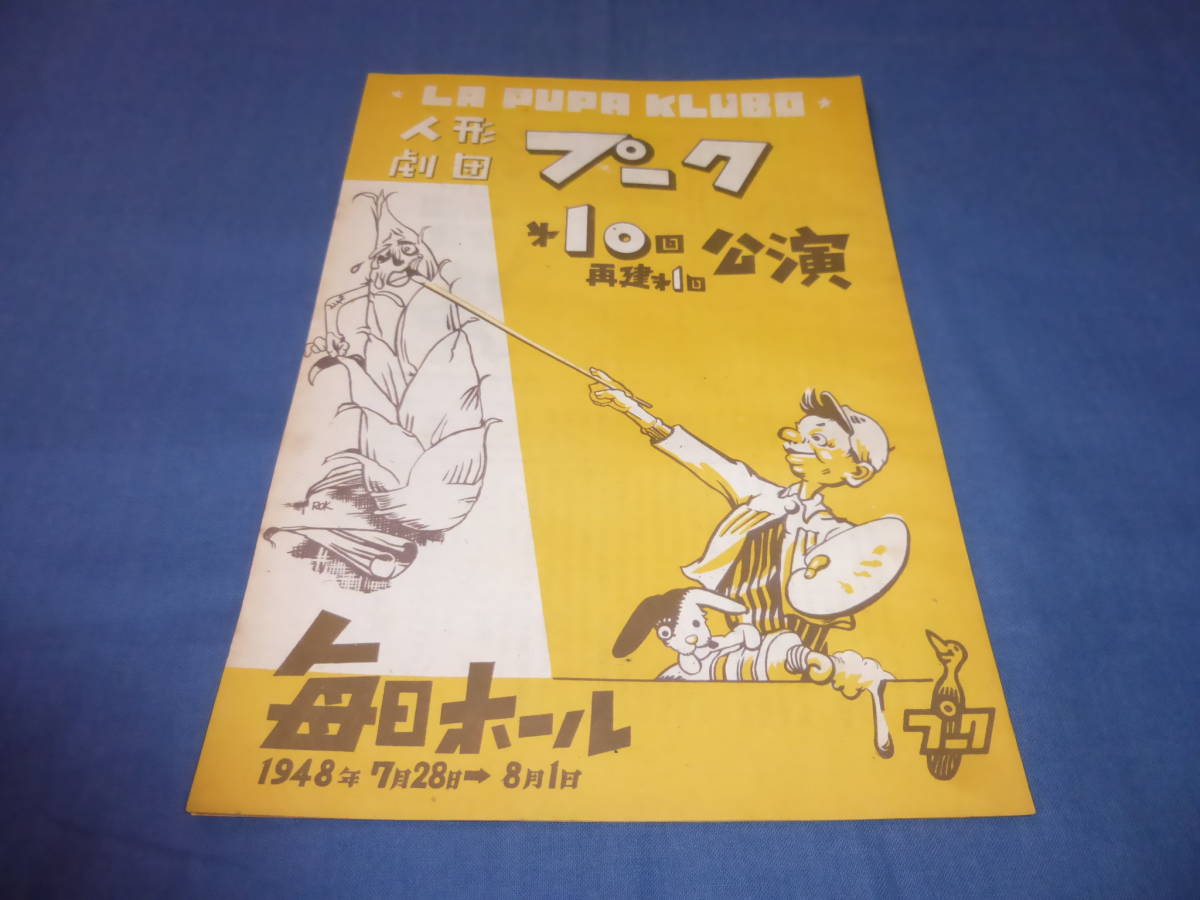 LA PUPA KLUBO
人形
劇団
プーク
第10回
公演
再建第1回
ROK
毎日ホール
1948年 7月28日→8月1日
プーク